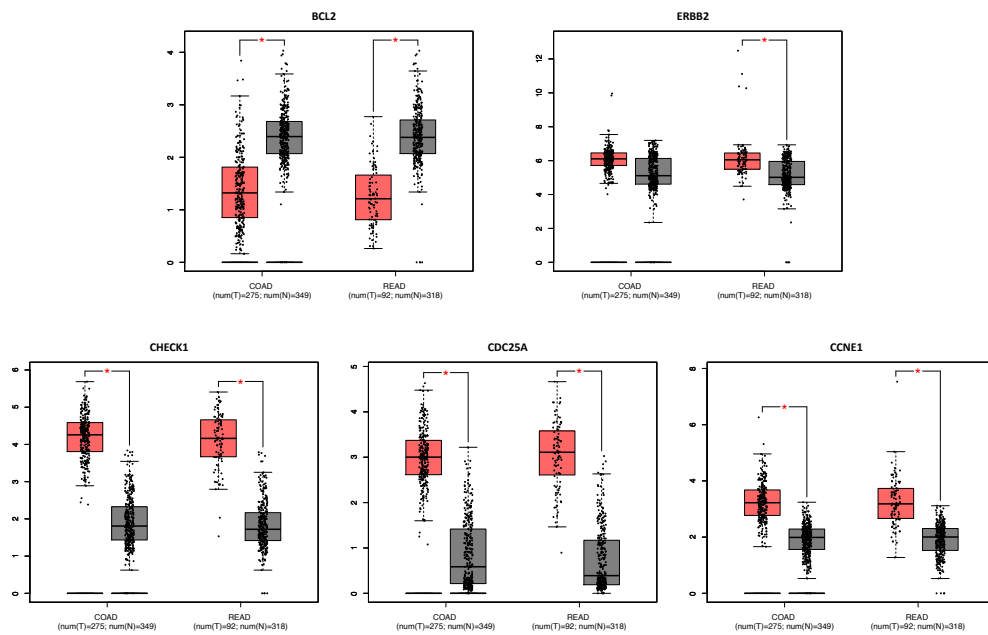 BCL2
4
3
2
1
0
*
*
COAD
(num(T)=275; num(N)=349)
READ
(num(T)=92; num(N)=318)
ERBB2
12
10
8
6
4
2
0
*
COAD
(num(T)=275; num(N)=349)
READ
(num(T)=92; num(N)=318)
CHECK1
6
5
4
3
2
1
0
*
*
COAD
(num(T)=275; num(N)=349)
READ
(num(T)=92; num(N)=318)
CDC25A
5
4
3
2
1
0
*
*
COAD
(num(T)=275; num(N)=349)
READ
(num(T)=92; num(N)=318)
CCNE1
8
6
4
2
0
*
*
COAD
(num(T)=275; num(N)=349)
READ
(num(T)=92; num(N)=318)